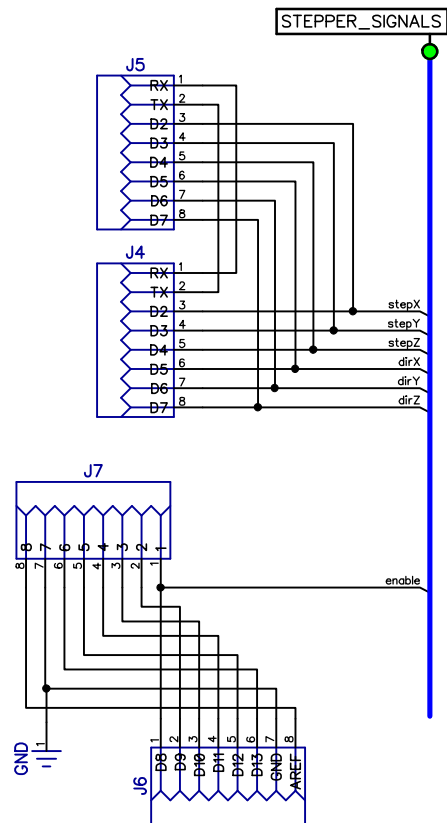 STEPPER_SIGNALS
J5
RX 1
TX 2
D2 3
D3 4
D4 5
D5 6
D6 7
D7 8
J4
RX 1
TX 2
D2 3 stepX
D3 4 stepY
D4 5 stepZ
D5 6 dirX
D6 7 dirY
D7 8 dirZ
J7
8 7 6 5 4 3 2 1
8 7 6 5 4 3 2 1
enable
GND 1
1 2 3 4 5 6 7 8
D8 D9 D10 D11 D12 D13 GND AREF
J6